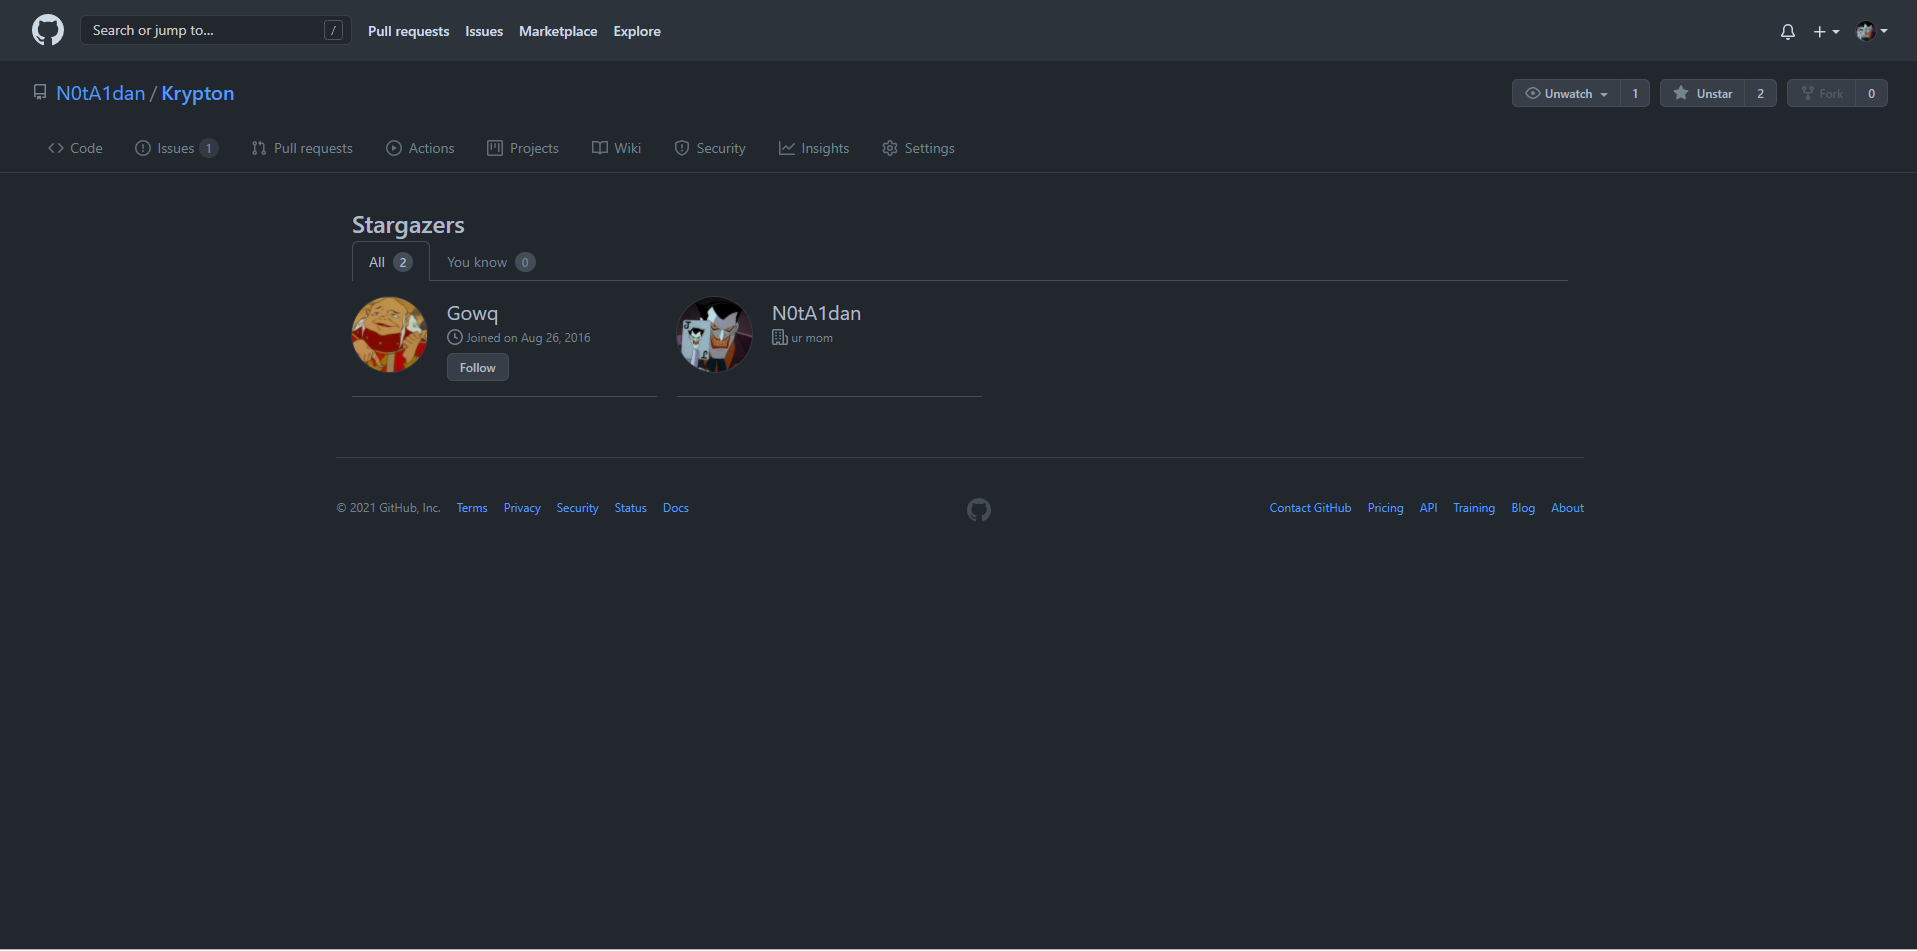 Search or jump to... /
Pull requests Issues Marketplace Explore
N0tA1dan / Krypton
Unwatch 1 Unstar 2 Fork 0
Code Issues 1 Pull requests Actions Projects Wiki Security Insights Settings
Stargazers
All 2 You know 0
Gowq
Joined on Aug 26, 2016
Follow
N0tA1dan
ur mom
© 2021 GitHub, Inc. Terms Privacy Security Status Docs
Contact GitHub Pricing API Training Blog About